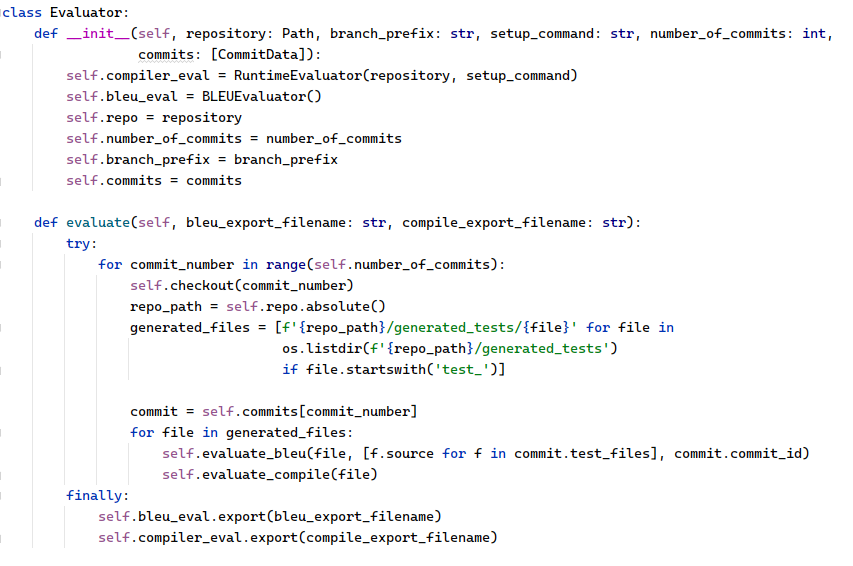 class Evaluator:
    def __init__(self, repository: Path, branch_prefix: str, setup_command: str, number_of_commits: int,
                 commits: [CommitData]):
        self.compiler_eval = RuntimeEvaluator(repository, setup_command)
        self.bleu_eval = BLEUEvaluator()
        self.repo = repository
        self.number_of_commits = number_of_commits
        self.branch_prefix = branch_prefix
        self.commits = commits

    def evaluate(self, bleu_export_filename: str, compile_export_filename: str):
        try:
            for commit_number in range(self.number_of_commits):
                self.checkout(commit_number)
                repo_path = self.repo.absolute()
                generated_files = [f'{repo_path}/generated_tests/{file}' for file in
                                   os.listdir(f'{repo_path}/generated_tests')
                                   if file.startswith('test_')]

                commit = self.commits[commit_number]
                for file in generated_files:
                    self.evaluate_bleu(file, [f.source for f in commit.test_files], commit.commit_id)
                    self.evaluate_compile(file)
        finally:
            self.bleu_eval.export(bleu_export_filename)
            self.compiler_eval.export(compile_export_filename)